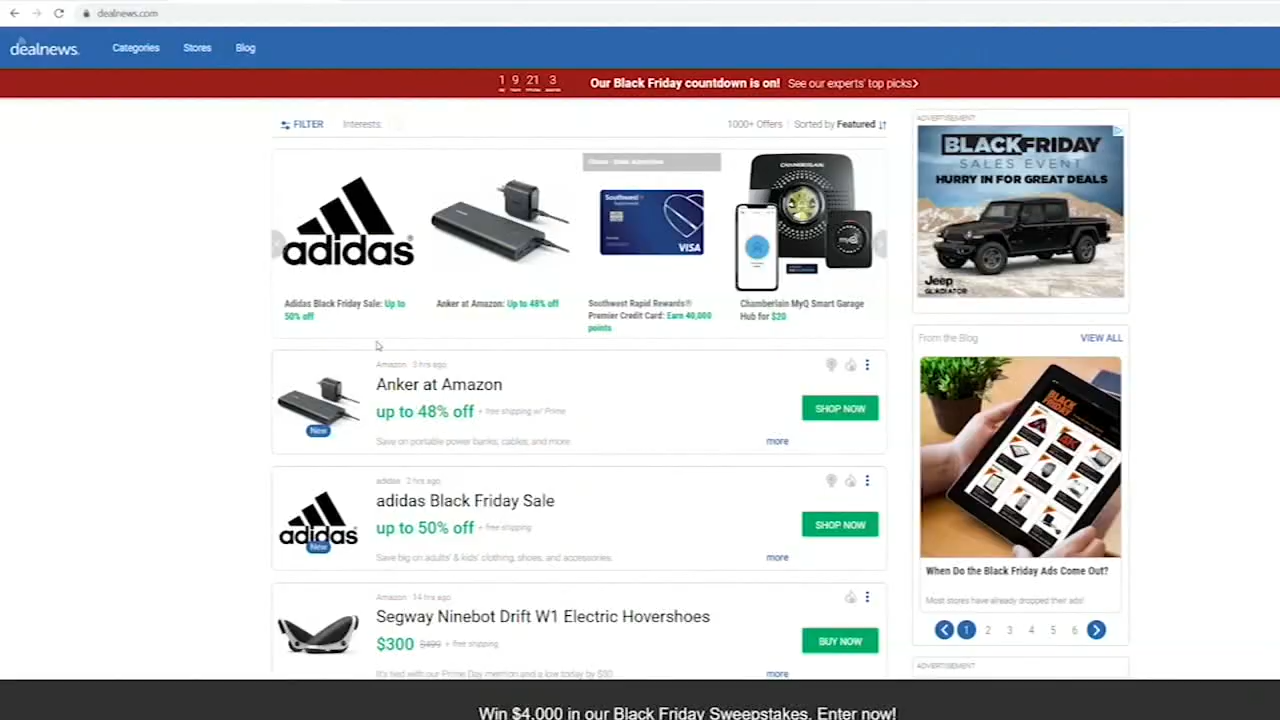 dealnews.com
dealnews.
Categories
Stores
Blog
1 9 21 3
Our Black Friday countdown is on! See our experts' top picks
FILTER
Interests
1000+ Offers
Sorted by Featured
adidas
Adidas Black Friday Sale: Up to
50% off
Anker at Amazon: Up to 48% off
Southwest
VISA
Southwest Rapid Rewards®
Premier Credit Card: Earn 40,000
points
CHAMBERLAIN
myQ
Chamberlain MyQ Smart Garage
Hub for $20
Amazon · 3 hrs ago
Anker at Amazon
up to 48% off + free shipping w/ Prime
New
Save on portable power banks, cables, and more
more
SHOP NOW
adidas · 2 hrs ago
adidas Black Friday Sale
up to 50% off + free shipping
adidas
New
Save big on adults' & kids' clothing, shoes, and accessories.
more
SHOP NOW
Amazon · 14 hrs ago
Segway Ninebot Drift W1 Electric Hovershoes
$300 $499 + free shipping
It's tied with our Prime Day mention and a low today by $50
more
BUY NOW
ADVERTISEMENT
BLACKFRIDAY
SALES EVENT
HURRY IN FOR GREAT DEALS
Jeep
GLADIATOR
From the Blog
VIEW ALL
BLACK
FRIDAY
When Do the Black Friday Ads Come Out?
Most stores have already dropped their ads!
1 2 3 4 5 6
ADVERTISEMENT
Win $4,000 in our Black Friday Sweepstakes. Enter now!